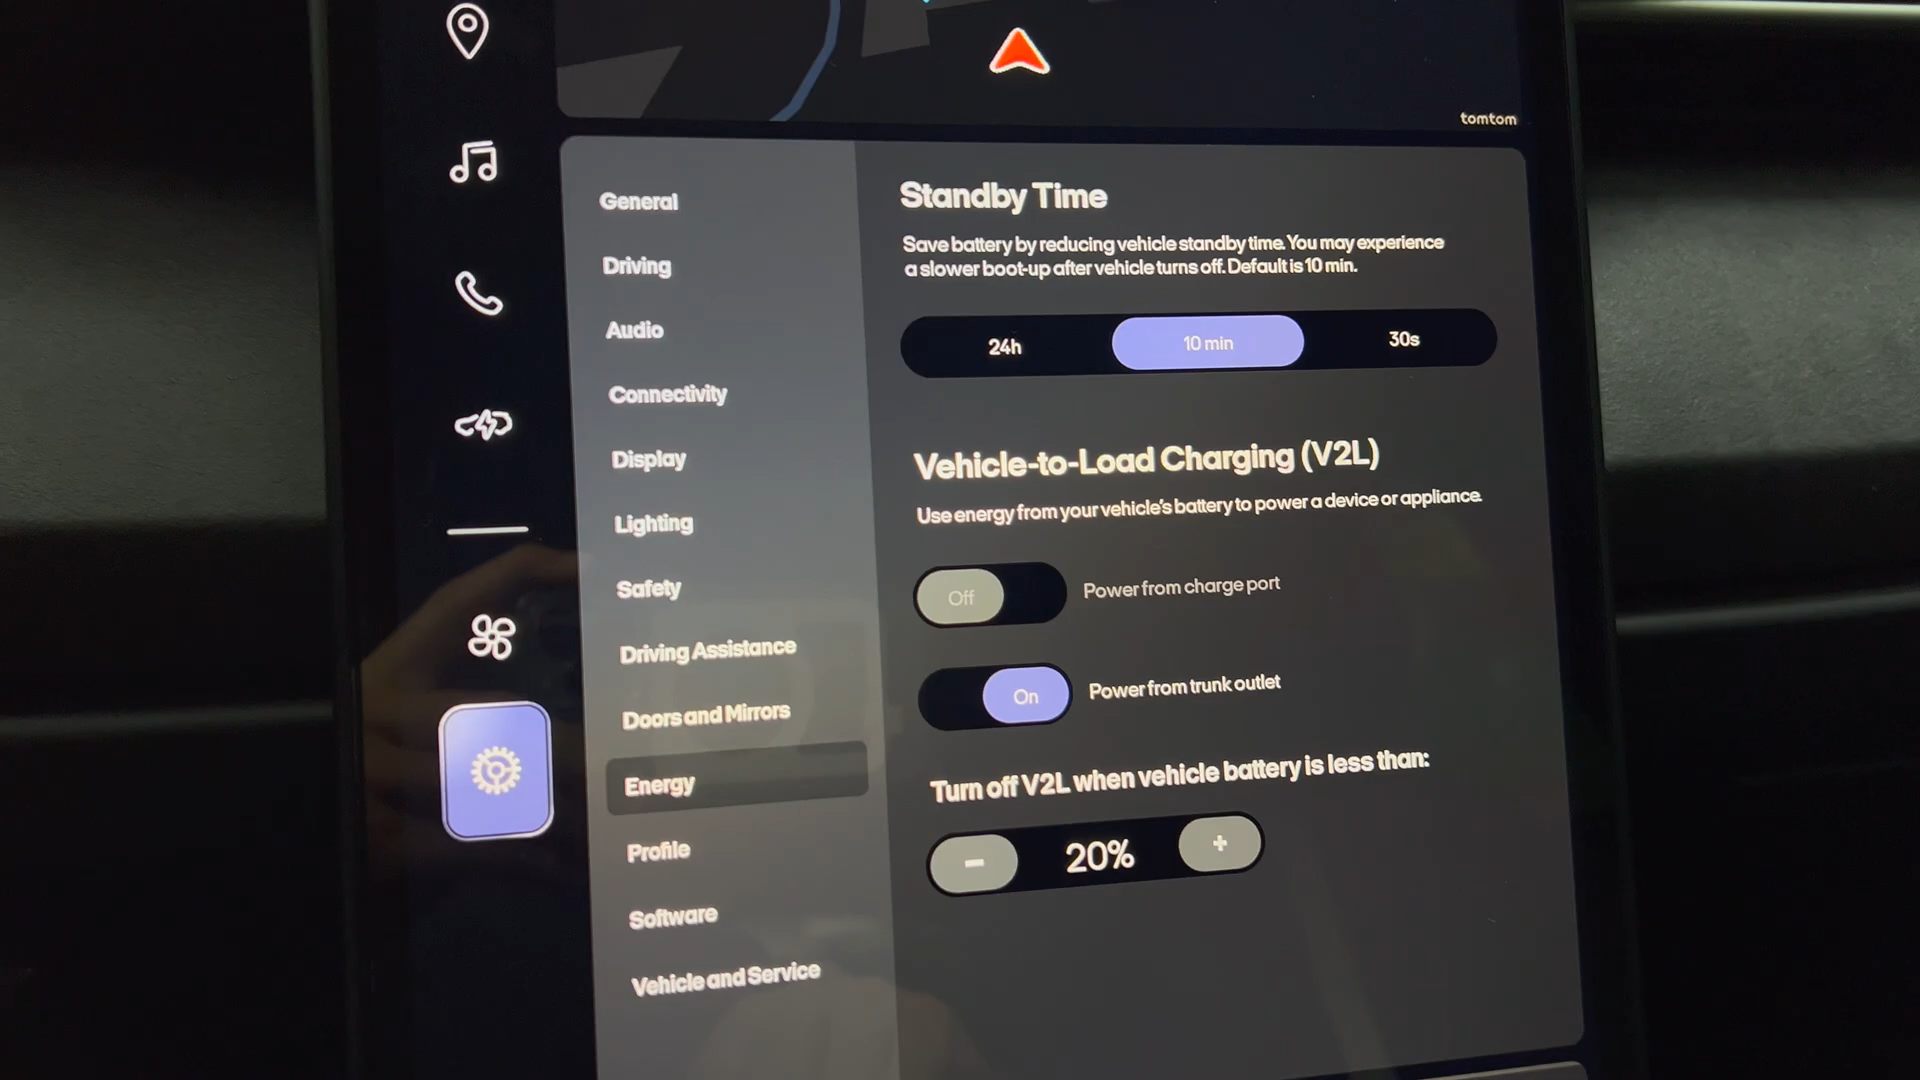 tomtom
General
Driving
Audio
Connectivity
Display
Lighting
Safety
Driving Assistance
Doors and Mirrors
Energy
Profile
Software
Vehicle and Service
Standby Time
Save battery by reducing vehicle standby time. You may experience
a slower boot-up after vehicle turns off. Default is 10 min.
24h 10 min 30s
Vehicle-to-Load Charging (V2L)
Use energy from your vehicle's battery to power a device or appliance.
Off Power from charge port
On Power from trunk outlet
Turn off V2L when vehicle battery is less than:
- 20% +